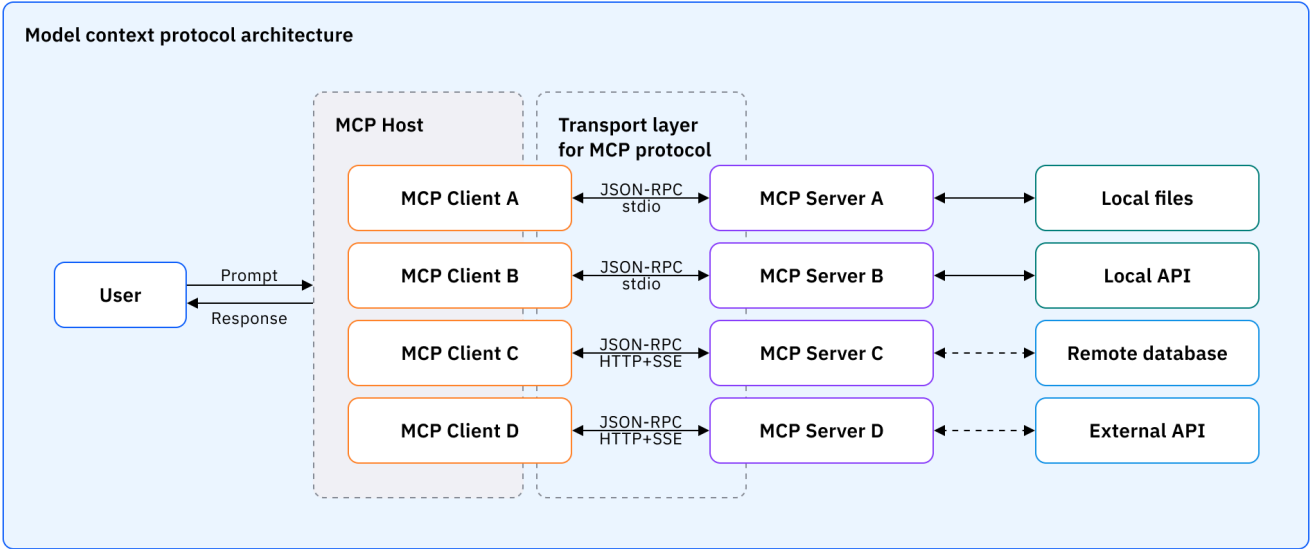 Model context protocol architecture
MCP Host
Transport layer
for MCP protocol
MCP Client A
JSON-RPC
stdio
MCP Server A
Local files
MCP Client B
JSON-RPC
stdio
MCP Server B
Local API
User
Prompt
Response
MCP Client C
JSON-RPC
HTTP+SSE
MCP Server C
Remote database
MCP Client D
JSON-RPC
HTTP+SSE
MCP Server D
External API